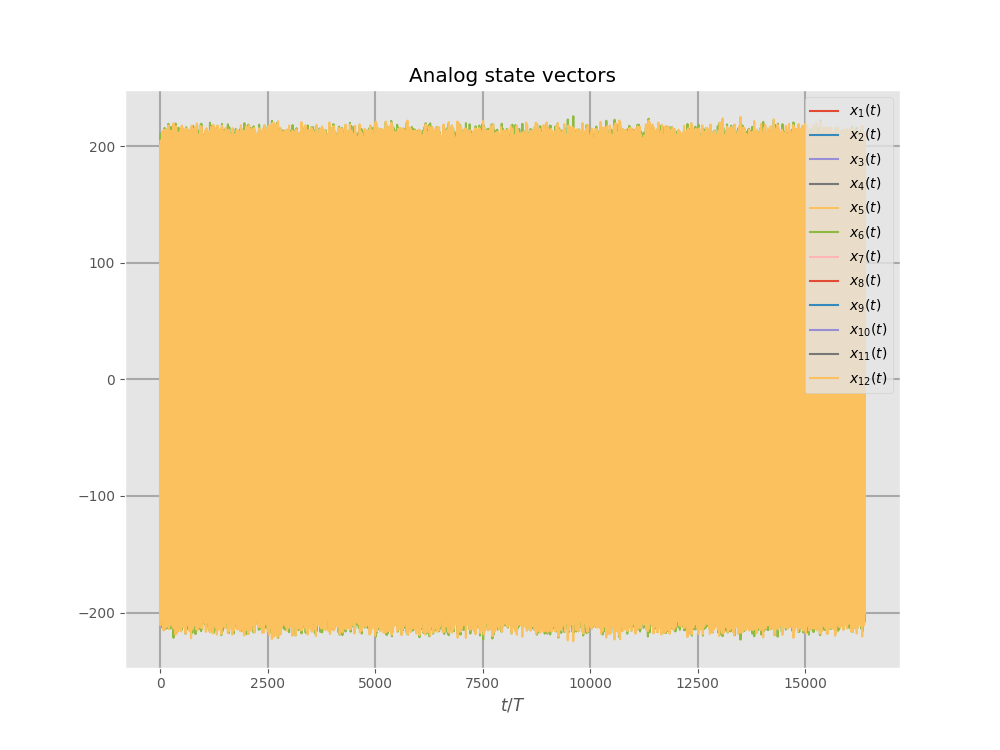 Analog state vectors
200
100
0
−100
−200
0 2500 5000 7500 10000 12500 15000
t/T
x₁(t)
x₂(t)
x₃(t)
x₄(t)
x₅(t)
x₆(t)
x₇(t)
x₈(t)
x₉(t)
x₁₀(t)
x₁₁(t)
x₁₂(t)